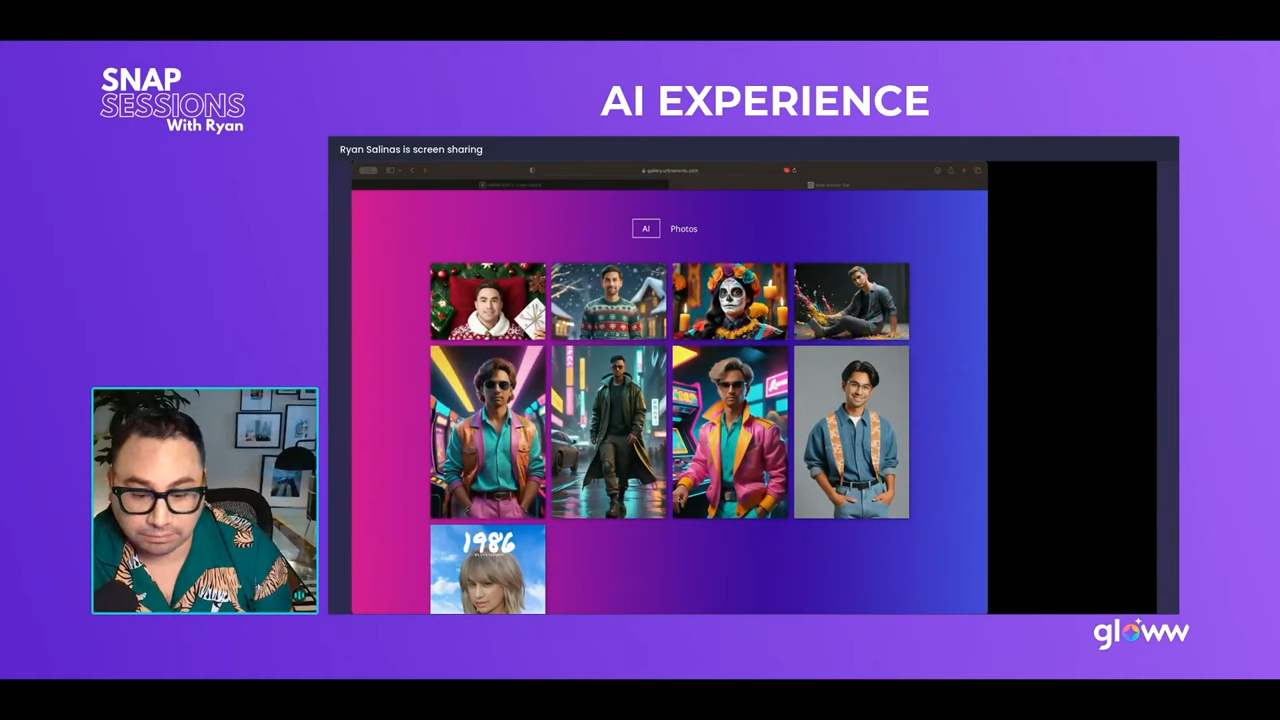 SNAP
SESSIONS
With Ryan
AI EXPERIENCE
Ryan Salinas is screen sharing
AI
Photos
1986
gloww